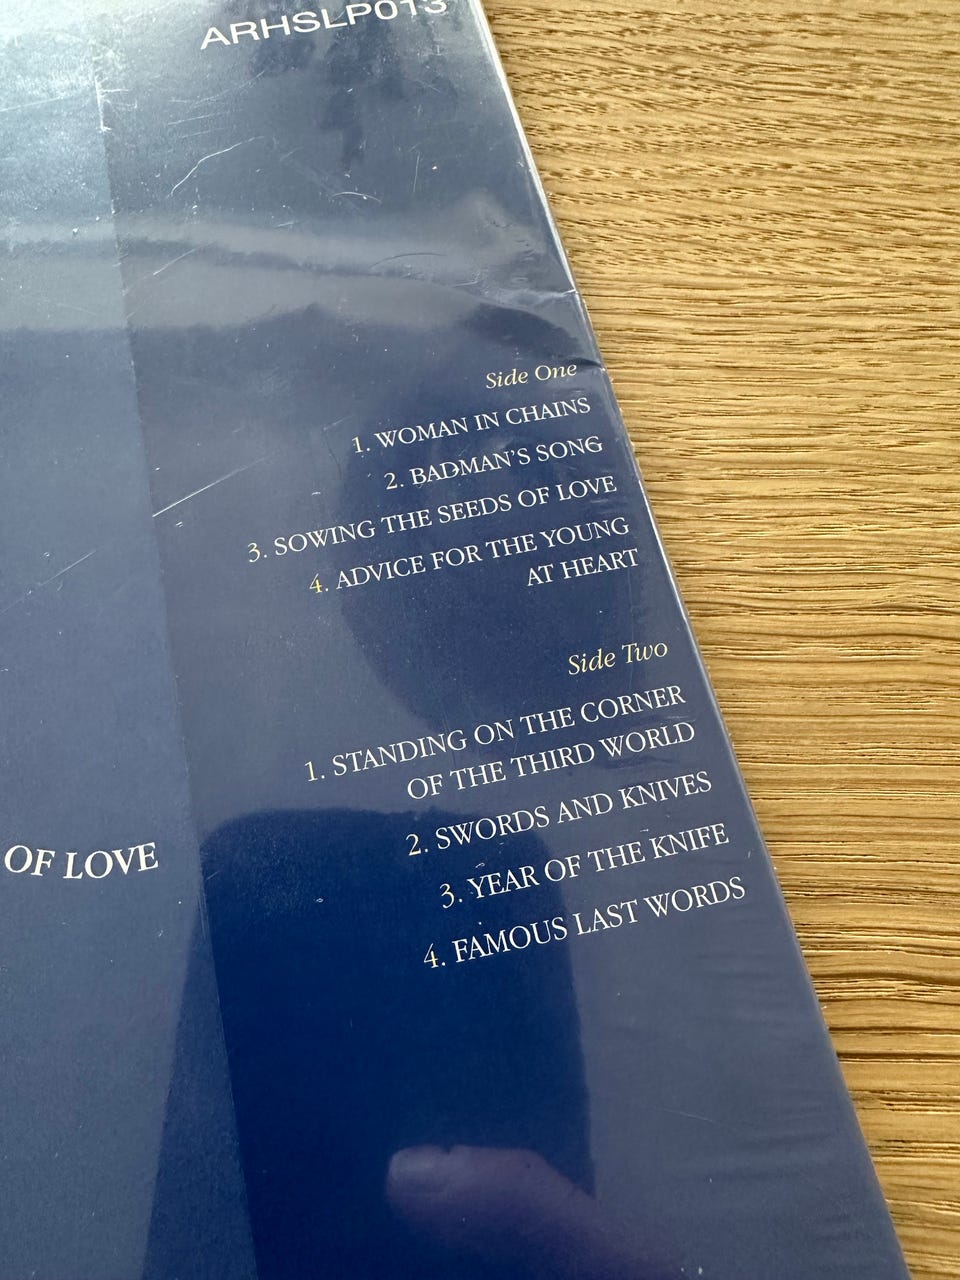 ARHSLP013
Side One
1. WOMAN IN CHAINS
2. BADMAN'S SONG
3. SOWING THE SEEDS OF LOVE
4. ADVICE FOR THE YOUNG
AT HEART
Side Two
1. STANDING ON THE CORNER
OF THE THIRD WORLD
2. SWORDS AND KNIVES
3. YEAR OF THE KNIFE
4. FAMOUS LAST WORDS
OF LOVE